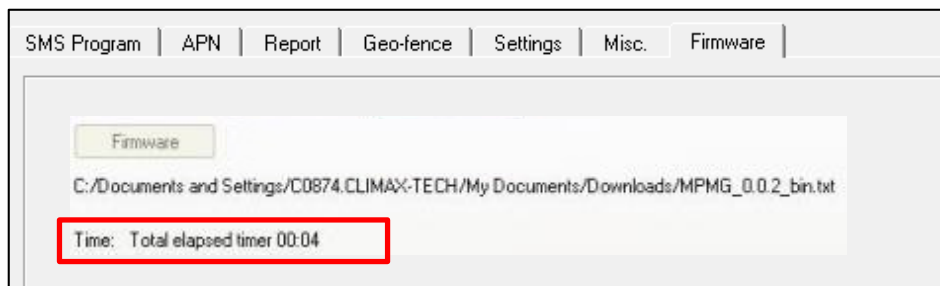 SMS Program | APN | Report | Geo-fence | Settings | Misc. Firmware
Firmware
C:/Documents and Settings/C0874.CLIMAX-TECH/My Documents/Downloads/MPMG_0.0.2_bin.txt
Time: Total elapsed timer 00:04